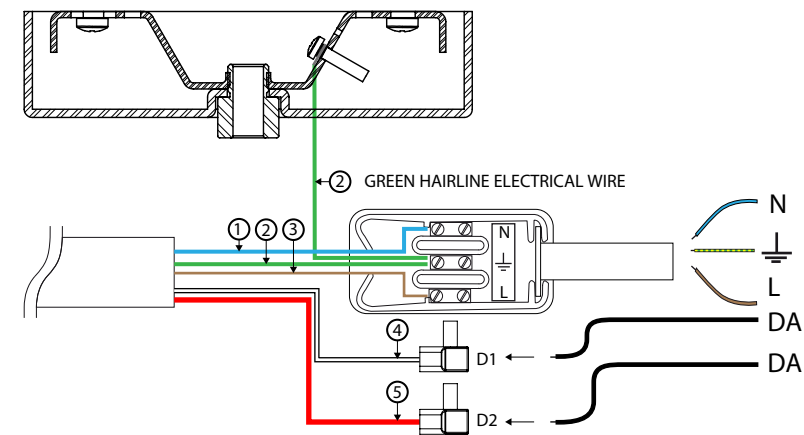 ② GREEN HAIRLINE ELECTRICAL WIRE
① ② ③
N
L
N
L
④
D1
DA
⑤
D2
DA